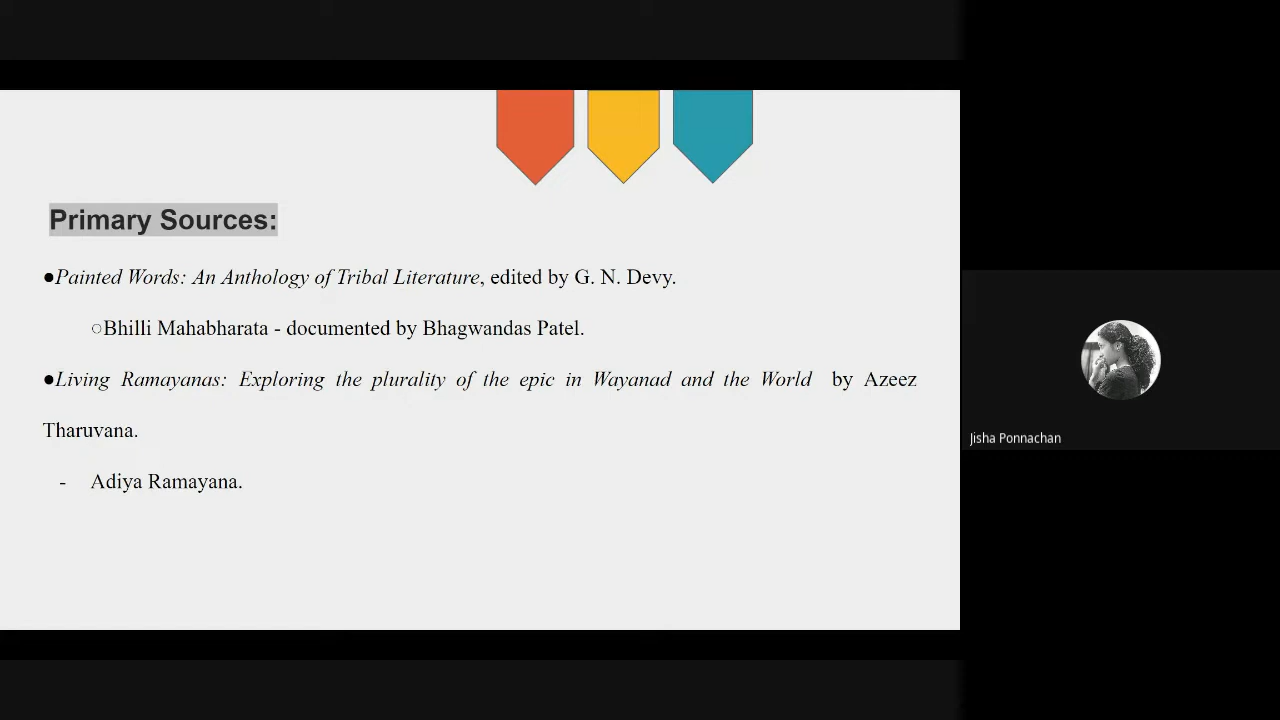 Primary Sources:
●Painted Words: An Anthology of Tribal Literature, edited by G. N. Devy.
○Bhilli Mahabharata - documented by Bhagwandas Patel.
●Living Ramayanas: Exploring the plurality of the epic in Wayanad and the World by Azeez
Tharuvana.
- Adiya Ramayana.
Jisha Ponnachan